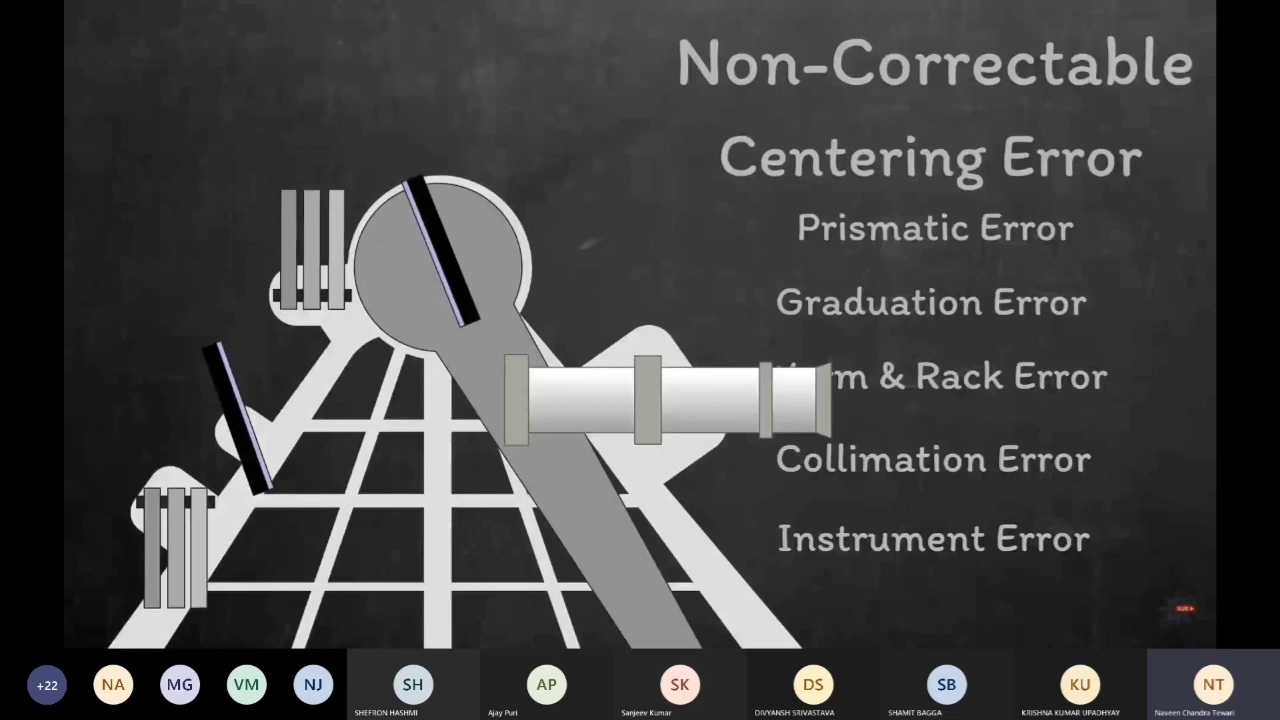 Non-Correctable
Centering Error
Prismatic Error
Graduation Error
& Rack Error
Collimation Error
Instrument Error
SUB
+22
NA
MG
VM
NJ
SH
AP
SK
DS
SB
KU
NT
SHEFRON HASHMI
Ajay Puri
Sanjeev Kumar
DIVYANSH SRIVASTAVA
SHAMIT BAGGA
KRISHNA KUMAR UPADHYAY
Naveen Chandra Tewari